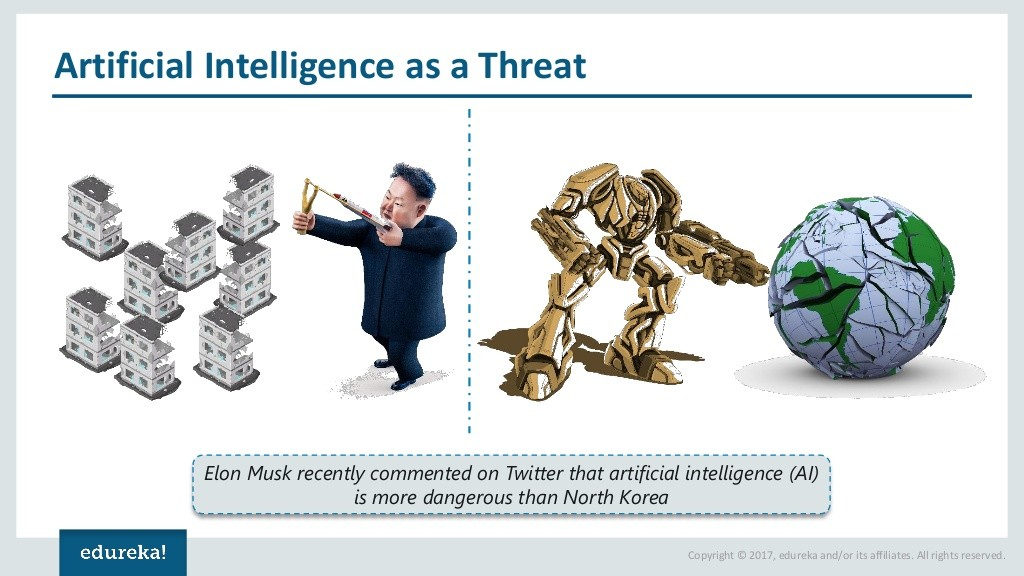 Artificial Intelligence as a Threat
Elon Musk recently commented on Twitter that artificial intelligence (AI)
is more dangerous than North Korea
edureka!
Copyright © 2017, edureka and/or its affiliates. All rights reserved.